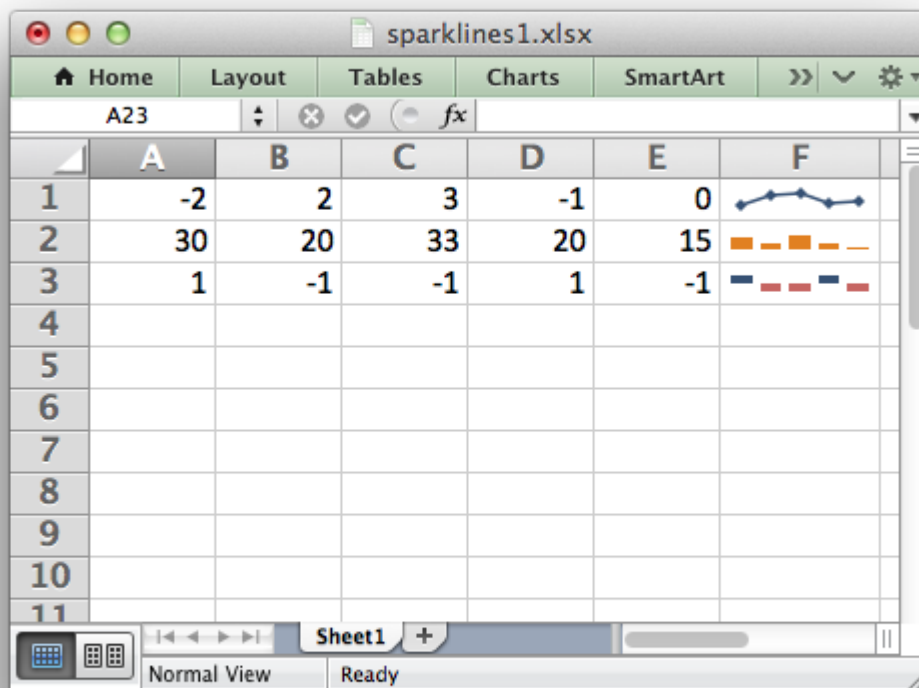 sparklines1.xlsx
Home Layout Tables Charts SmartArt
A23 fx
A B C D E F
1 -2 2 3 -1 0
2 30 20 33 20 15
3 1 -1 -1 1 -1
4
5
6
7
8
9
10
11
Sheet1 +
Normal View Ready